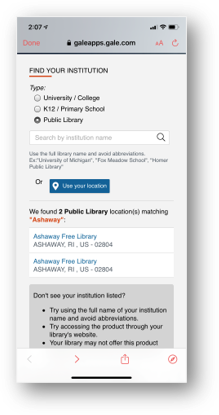 2:07
Done
galeapps.gale.com
AA
FIND YOUR INSTITUTION
Type:
University / College
K12 / Primary School
Public Library
Search by institution name
Use the full library name and avoid abbreviations.
Ex:"University of Michigan", "Fox Meadow School", "Homer
Public Library"
Or
Use your location
We found 2 Public Library location(s) matching
"Ashaway":
Ashaway Free Library
ASHAWAY, RI , US - 02804
Ashaway Free Library
ASHAWAY, RI , US - 02804
Don't see your institution listed?
• Try using the full name of your institution
name and avoid abbreviations.
• Try accessing the product through your
library's website.
• Your library may not offer this product